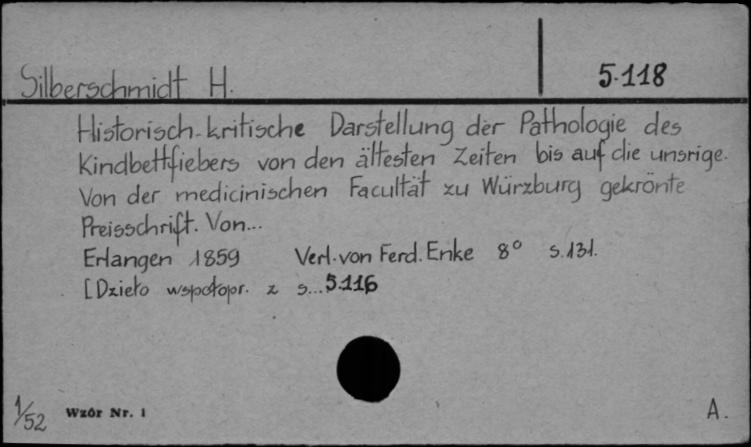 Silberschmidt H.
5.118
Historisch-kritische Darstellung der Pathologie des
Kindbettfiebers von den ältesten Zeiten bis auf die unsrige.
Von der medicinischen Facultät zu Würzburg gekrönte
Preisschrift. Von...
Erlangen 1859 Verl. von Ferd. Enke 8° s.131.
[Dzieło współopr. z s... 5.116
1/52 Wzór Nr. 1
A.